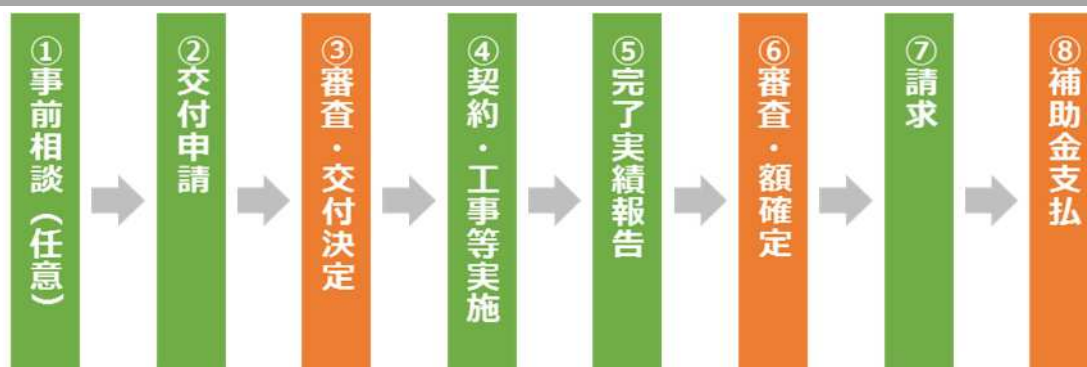 ①事前相談（任意）
②交付申請
③審査・交付決定
④契約・工事等実施
⑤完了実績報告
⑥審査・額確定
⑦請求
⑧補助金支払